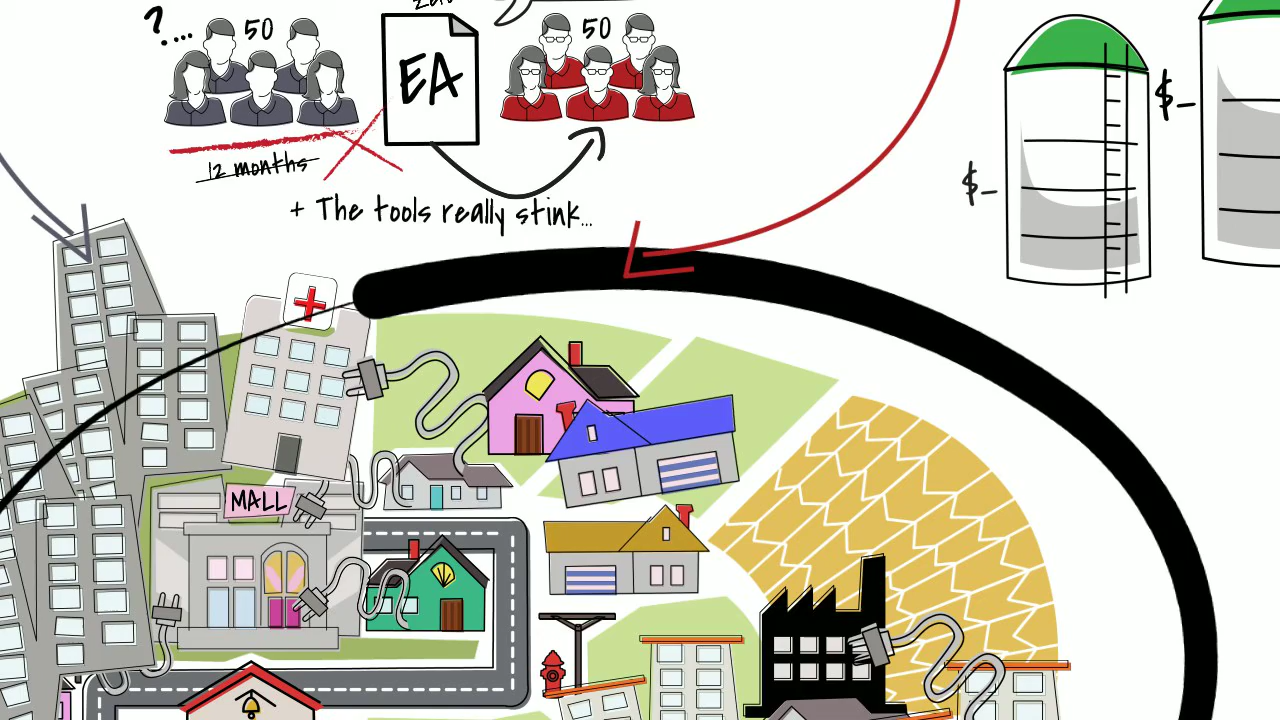 ?...
50
EA
50
12 months
+ The tools really stink...
$-
$-
MALL